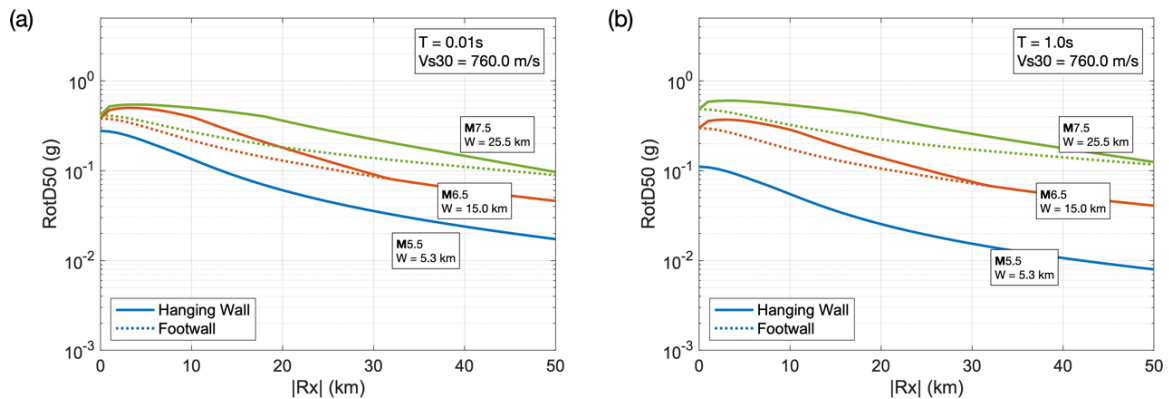 (a)
T = 0.01s
Vs30 = 760.0 m/s
M7.5
W = 25.5 km
M6.5
W = 15.0 km
M5.5
W = 5.3 km
Hanging Wall
Footwall
RotD50 (g)
10⁰
10⁻¹
10⁻²
10⁻³
0 10 20 30 40 50
|Rx| (km)
(b)
T = 1.0s
Vs30 = 760.0 m/s
M7.5
W = 25.5 km
M6.5
W = 15.0 km
M5.5
W = 5.3 km
Hanging Wall
Footwall
RotD50 (g)
10⁰
10⁻¹
10⁻²
10⁻³
0 10 20 30 40 50
|Rx| (km)